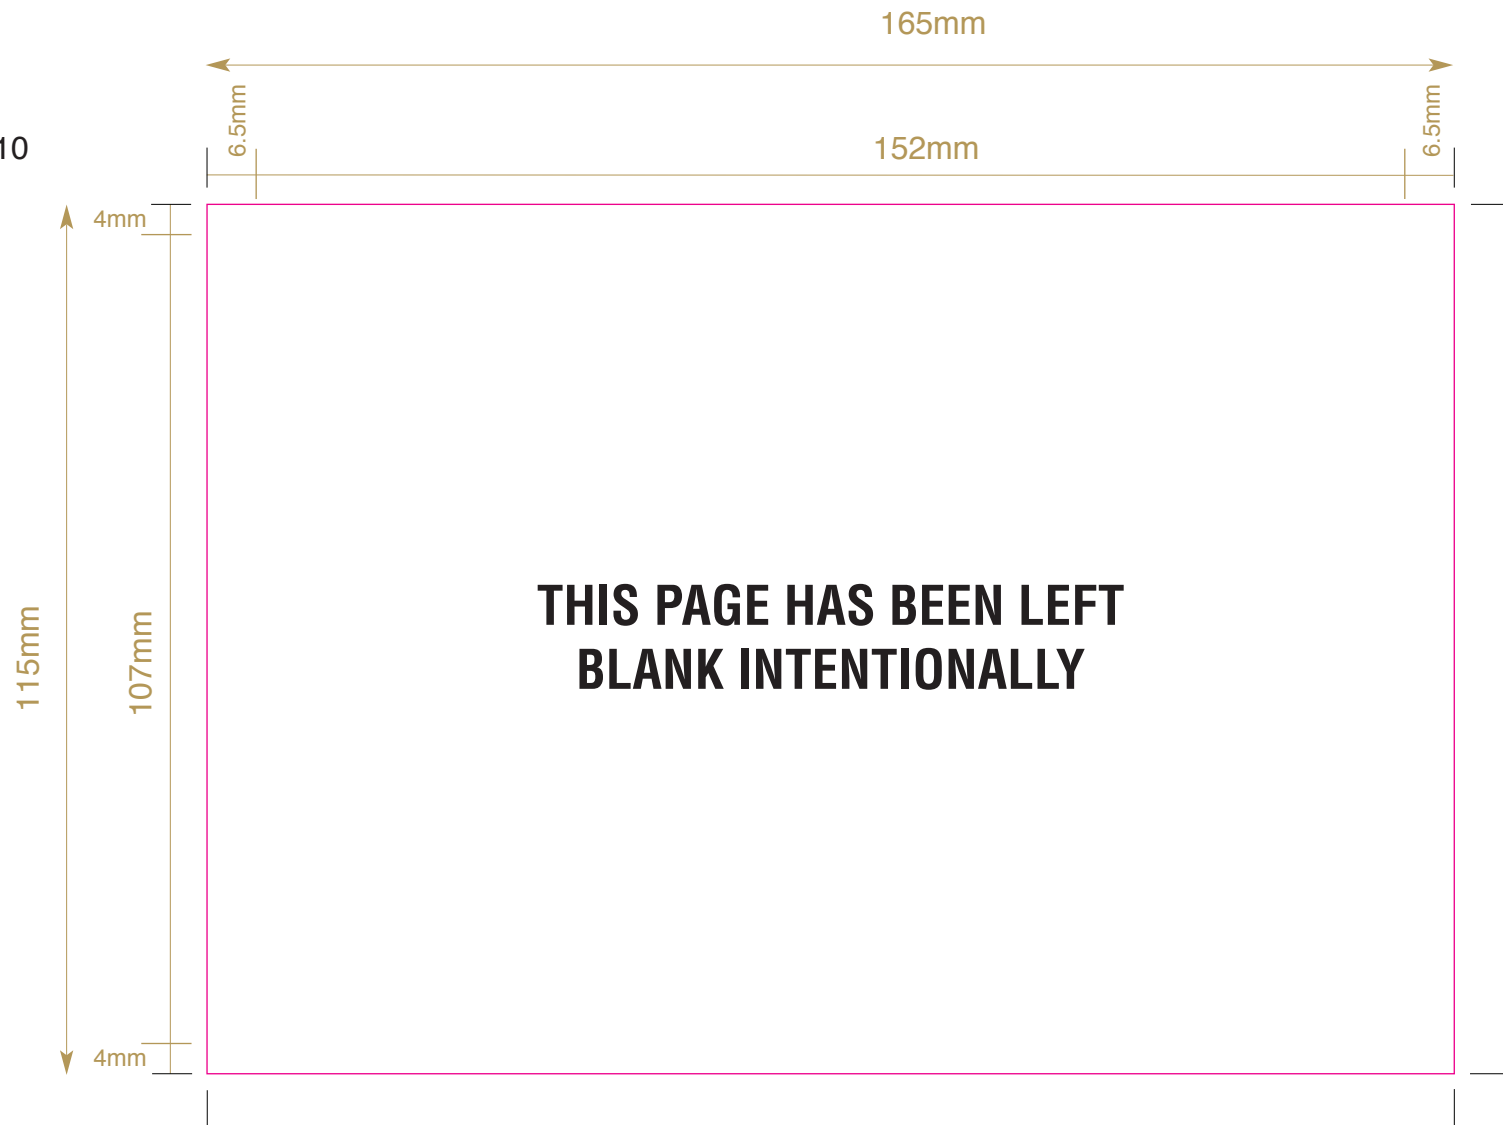 165mm
6.5mm
152mm
6.5mm
10
4mm
115mm
107mm
THIS PAGE HAS BEEN LEFT
BLANK INTENTIONALLY
4mm